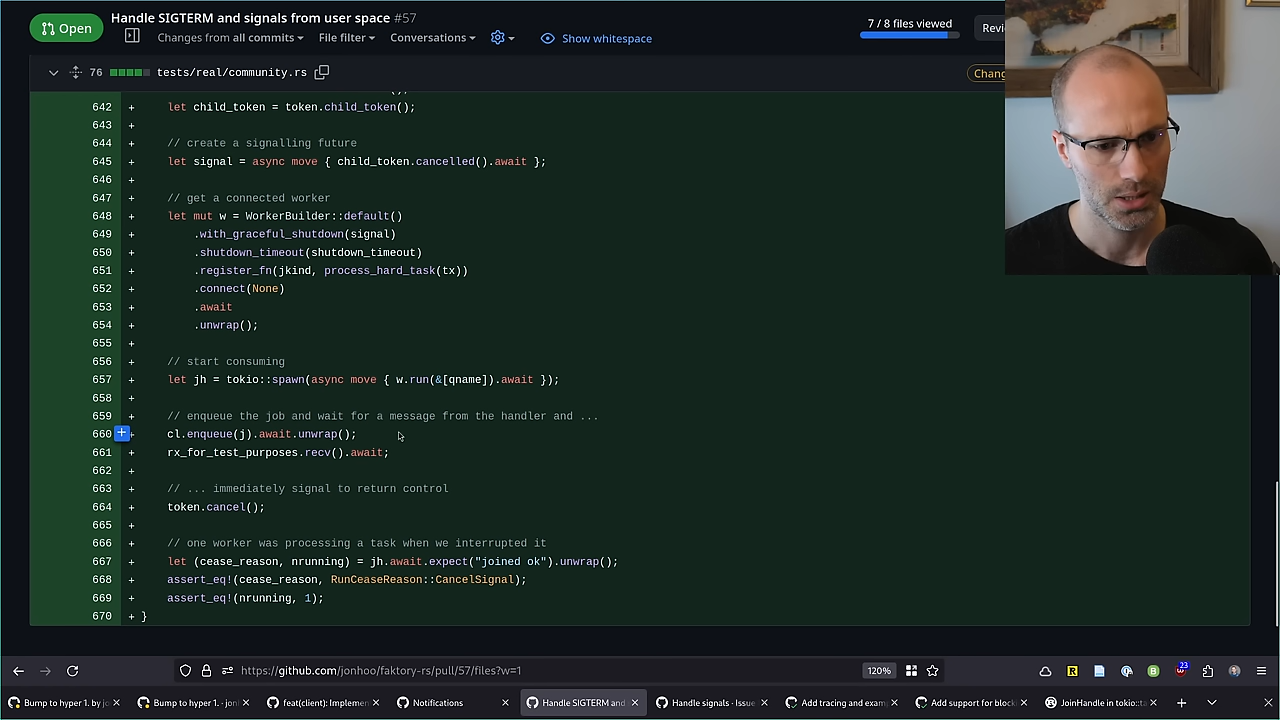 Open
Handle SIGTERM and signals from user space #57
Changes from all commits
File filter
Conversations
Show whitespace
7 / 8 files viewed
76 tests/real/community.rs
642 + let child_token = token.child_token();
643 +
644 + // create a signalling future
645 + let signal = async move { child_token.cancelled().await };
646 +
647 + // get a connected worker
648 + let mut w = WorkerBuilder::default()
649 + .with_graceful_shutdown(signal)
650 + .shutdown_timeout(shutdown_timeout)
651 + .register_fn(jkind, process_hard_task(tx))
652 + .connect(None)
653 + .await
654 + .unwrap();
655 +
656 + // start consuming
657 + let jh = tokio::spawn(async move { w.run(&[qname]).await });
658 +
659 + // enqueue the job and wait for a message from the handler and ...
660 + cl.enqueue(j).await.unwrap();
661 + rx_for_test_purposes.recv().await;
662 +
663 + // ... immediately signal to return control
664 + token.cancel();
665 +
666 + // one worker was processing a task when we interrupted it
667 + let (cease_reason, nrunning) = jh.await.expect("joined ok").unwrap();
668 + assert_eq!(cease_reason, RunCeaseReason::CancelSignal);
669 + assert_eq!(nrunning, 1);
670 + }
https://github.com/jonhoo/faktory-rs/pull/57/files?w=1
120%
23
Bump to hyper 1. by jo
Bump to hyper 1. - jon
feat(client): Implemen
Notifications
Handle SIGTERM and
Handle signals · Issue
Add tracing and exam
Add support for block
JoinHandle in tokio::ta